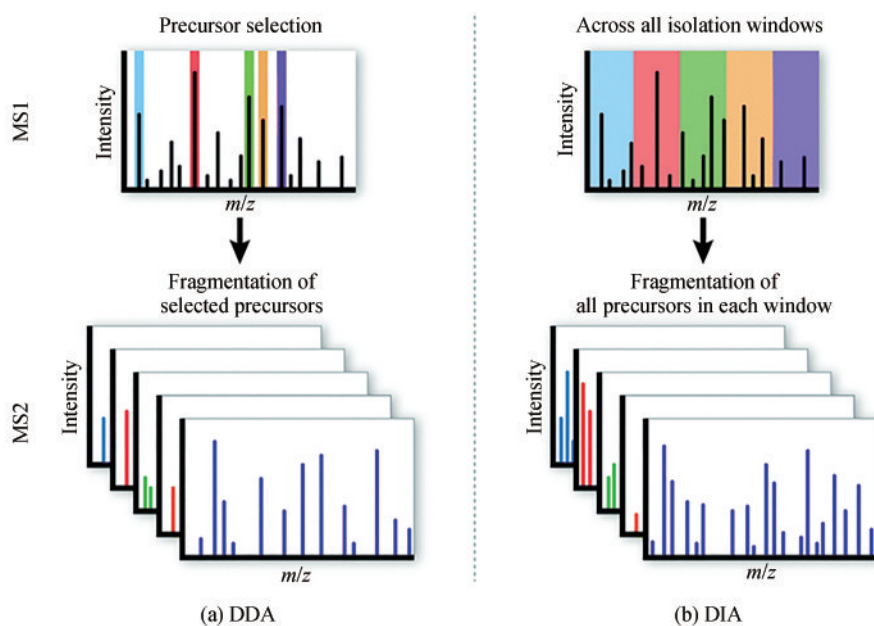 Precursor selection
MS1
Intensity
m/z
Fragmentation of
selected precursors
MS2
Intensity
m/z
(a) DDA
Across all isolation windows
Intensity
m/z
Fragmentation of
all precursors in each window
Intensity
m/z
(b) DIA